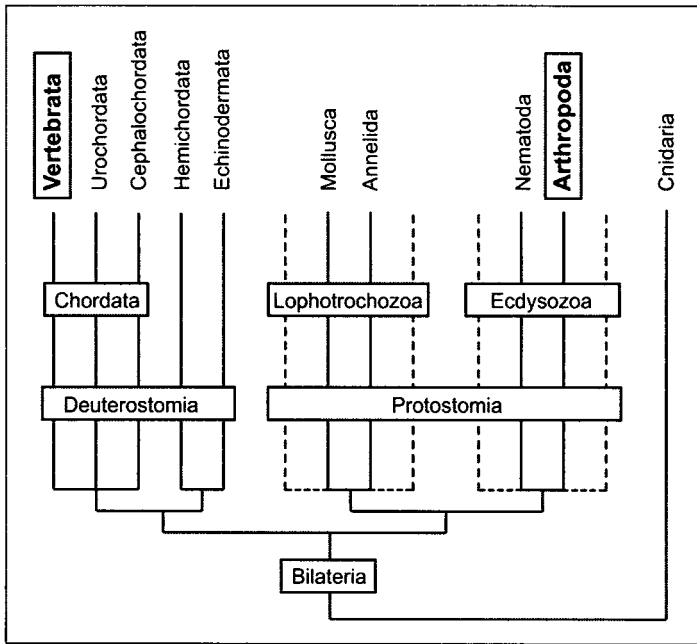 Vertebrata
Urochordata
Cephalochordata
Hemichordata
Echinodermata
Mollusca
Annelida
Nematoda
Arthropoda
Cnidaria
Chordata
Lophotrochozoa
Ecdysozoa
Deuterostomia
Protostomia
Bilateria